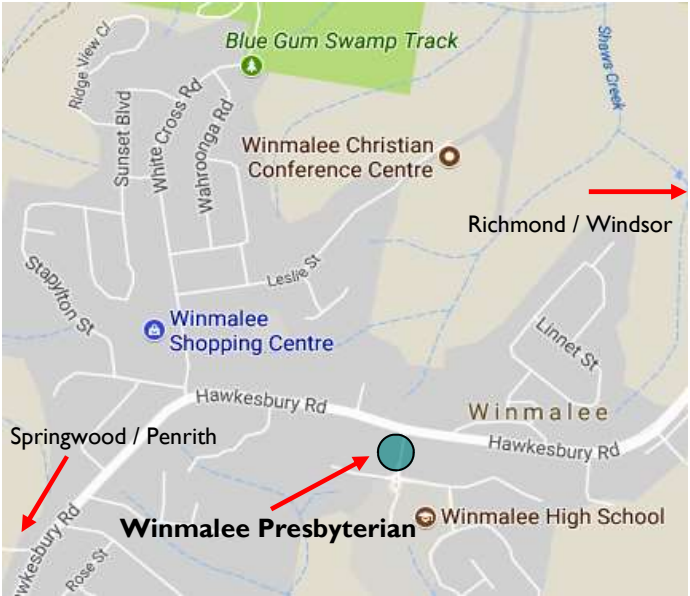 Blue Gum Swamp Track
Ridge View Cl
Sunset Blvd
White Cross Rd
Wahroonga Rd
Shaws Creek
Winmalee Christian
Conference Centre
Richmond / Windsor
Stapylton St
Leslie St
Winmalee
Shopping Centre
Linnet St
Hawkesbury Rd
Winmalee
Springwood / Penrith
Hawkesbury Rd
Winmalee Presbyterian
Winmalee High School
wkesbury Rd
Rose St